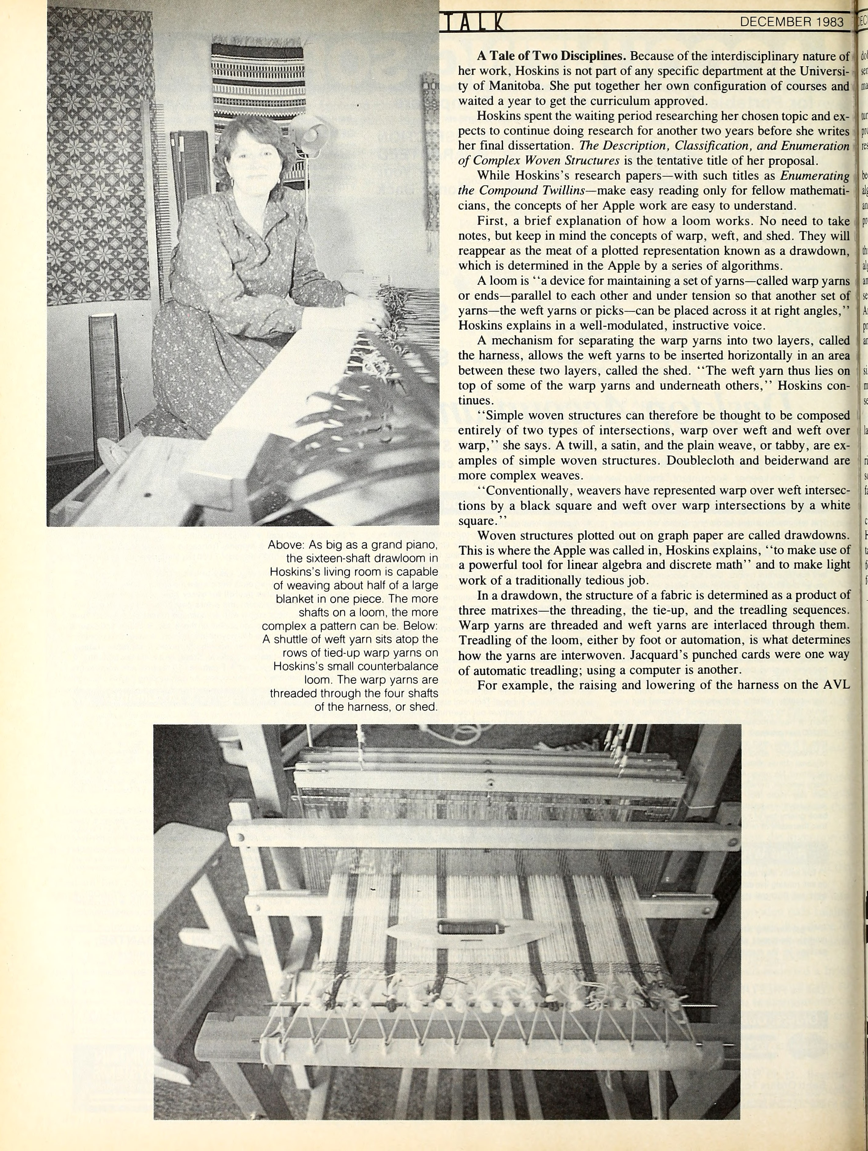 TALK
DECEMBER 1983
A Tale of Two Disciplines. Because of the interdisciplinary nature of
her work, Hoskins is not part of any specific department at the Universi-
ty of Manitoba. She put together her own configuration of courses and
waited a year to get the curriculum approved.
Hoskins spent the waiting period researching her chosen topic and ex-
pects to continue doing research for another two years before she writes
her final dissertation. The Description, Classification, and Enumeration
of Complex Woven Structures is the tentative title of her proposal.
While Hoskins's research papers—with such titles as Enumerating
the Compound Twillins—make easy reading only for fellow mathemati-
cians, the concepts of her Apple work are easy to understand.
First, a brief explanation of how a loom works. No need to take
notes, but keep in mind the concepts of warp, weft, and shed. They will
reappear as the meat of a plotted representation known as a drawdown,
which is determined in the Apple by a series of algorithms.
A loom is "a device for maintaining a set of yarns—called warp yarns
or ends—parallel to each other and under tension so that another set of
yarns—the weft yarns or picks—can be placed across it at right angles,"
Hoskins explains in a well-modulated, instructive voice.
A mechanism for separating the warp yarns into two layers, called
the harness, allows the weft yarns to be inserted horizontally in an area
between these two layers, called the shed. "The weft yarn thus lies on
top of some of the warp yarns and underneath others," Hoskins con-
tinues.
"Simple woven structures can therefore be thought to be composed
entirely of two types of intersections, warp over weft and weft over
warp," she says. A twill, a satin, and the plain weave, or tabby, are ex-
amples of simple woven structures. Doublecloth and beiderwand are
more complex weaves.
"Conventionally, weavers have represented warp over weft intersec-
tions by a black square and weft over warp intersections by a white
square."
Woven structures plotted out on graph paper are called drawdowns.
This is where the Apple was called in, Hoskins explains, "to make use of
a powerful tool for linear algebra and discrete math" and to make light
work of a traditionally tedious job.
In a drawdown, the structure of a fabric is determined as a product of
three matrixes—the threading, the tie-up, and the treadling sequences.
Warp yarns are threaded and weft yarns are interlaced through them.
Treadling of the loom, either by foot or automation, is what determines
how the yarns are interwoven. Jacquard's punched cards were one way
of automatic treadling; using a computer is another.
For example, the raising and lowering of the harness on the AVL
Above: As big as a grand piano,
the sixteen-shaft drawloom in
Hoskins's living room is capable
of weaving about half of a large
blanket in one piece. The more
shafts on a loom, the more
complex a pattern can be. Below:
A shuttle of weft yarn sits atop the
rows of tied-up warp yarns on
Hoskins's small counterbalance
loom. The warp yarns are
threaded through the four shafts
of the harness, or shed.